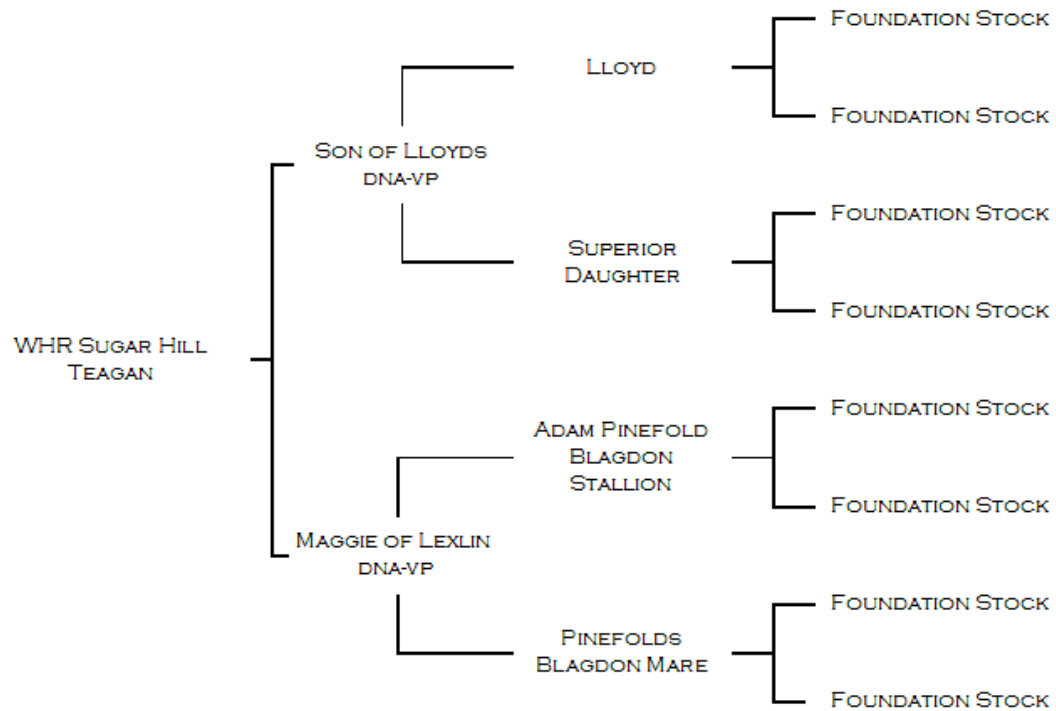 Foundation Stock
Lloyd
Foundation Stock
Son of Lloyds
DNA-VP
Foundation Stock
Superior
Daughter
Foundation Stock
WHR Sugar Hill
Teagan
Foundation Stock
Adam Pinefold
Blagdon
Stallion
Foundation Stock
Maggie of Lexlin
DNA-VP
Foundation Stock
Pinefolds
Blagdon Mare
Foundation Stock